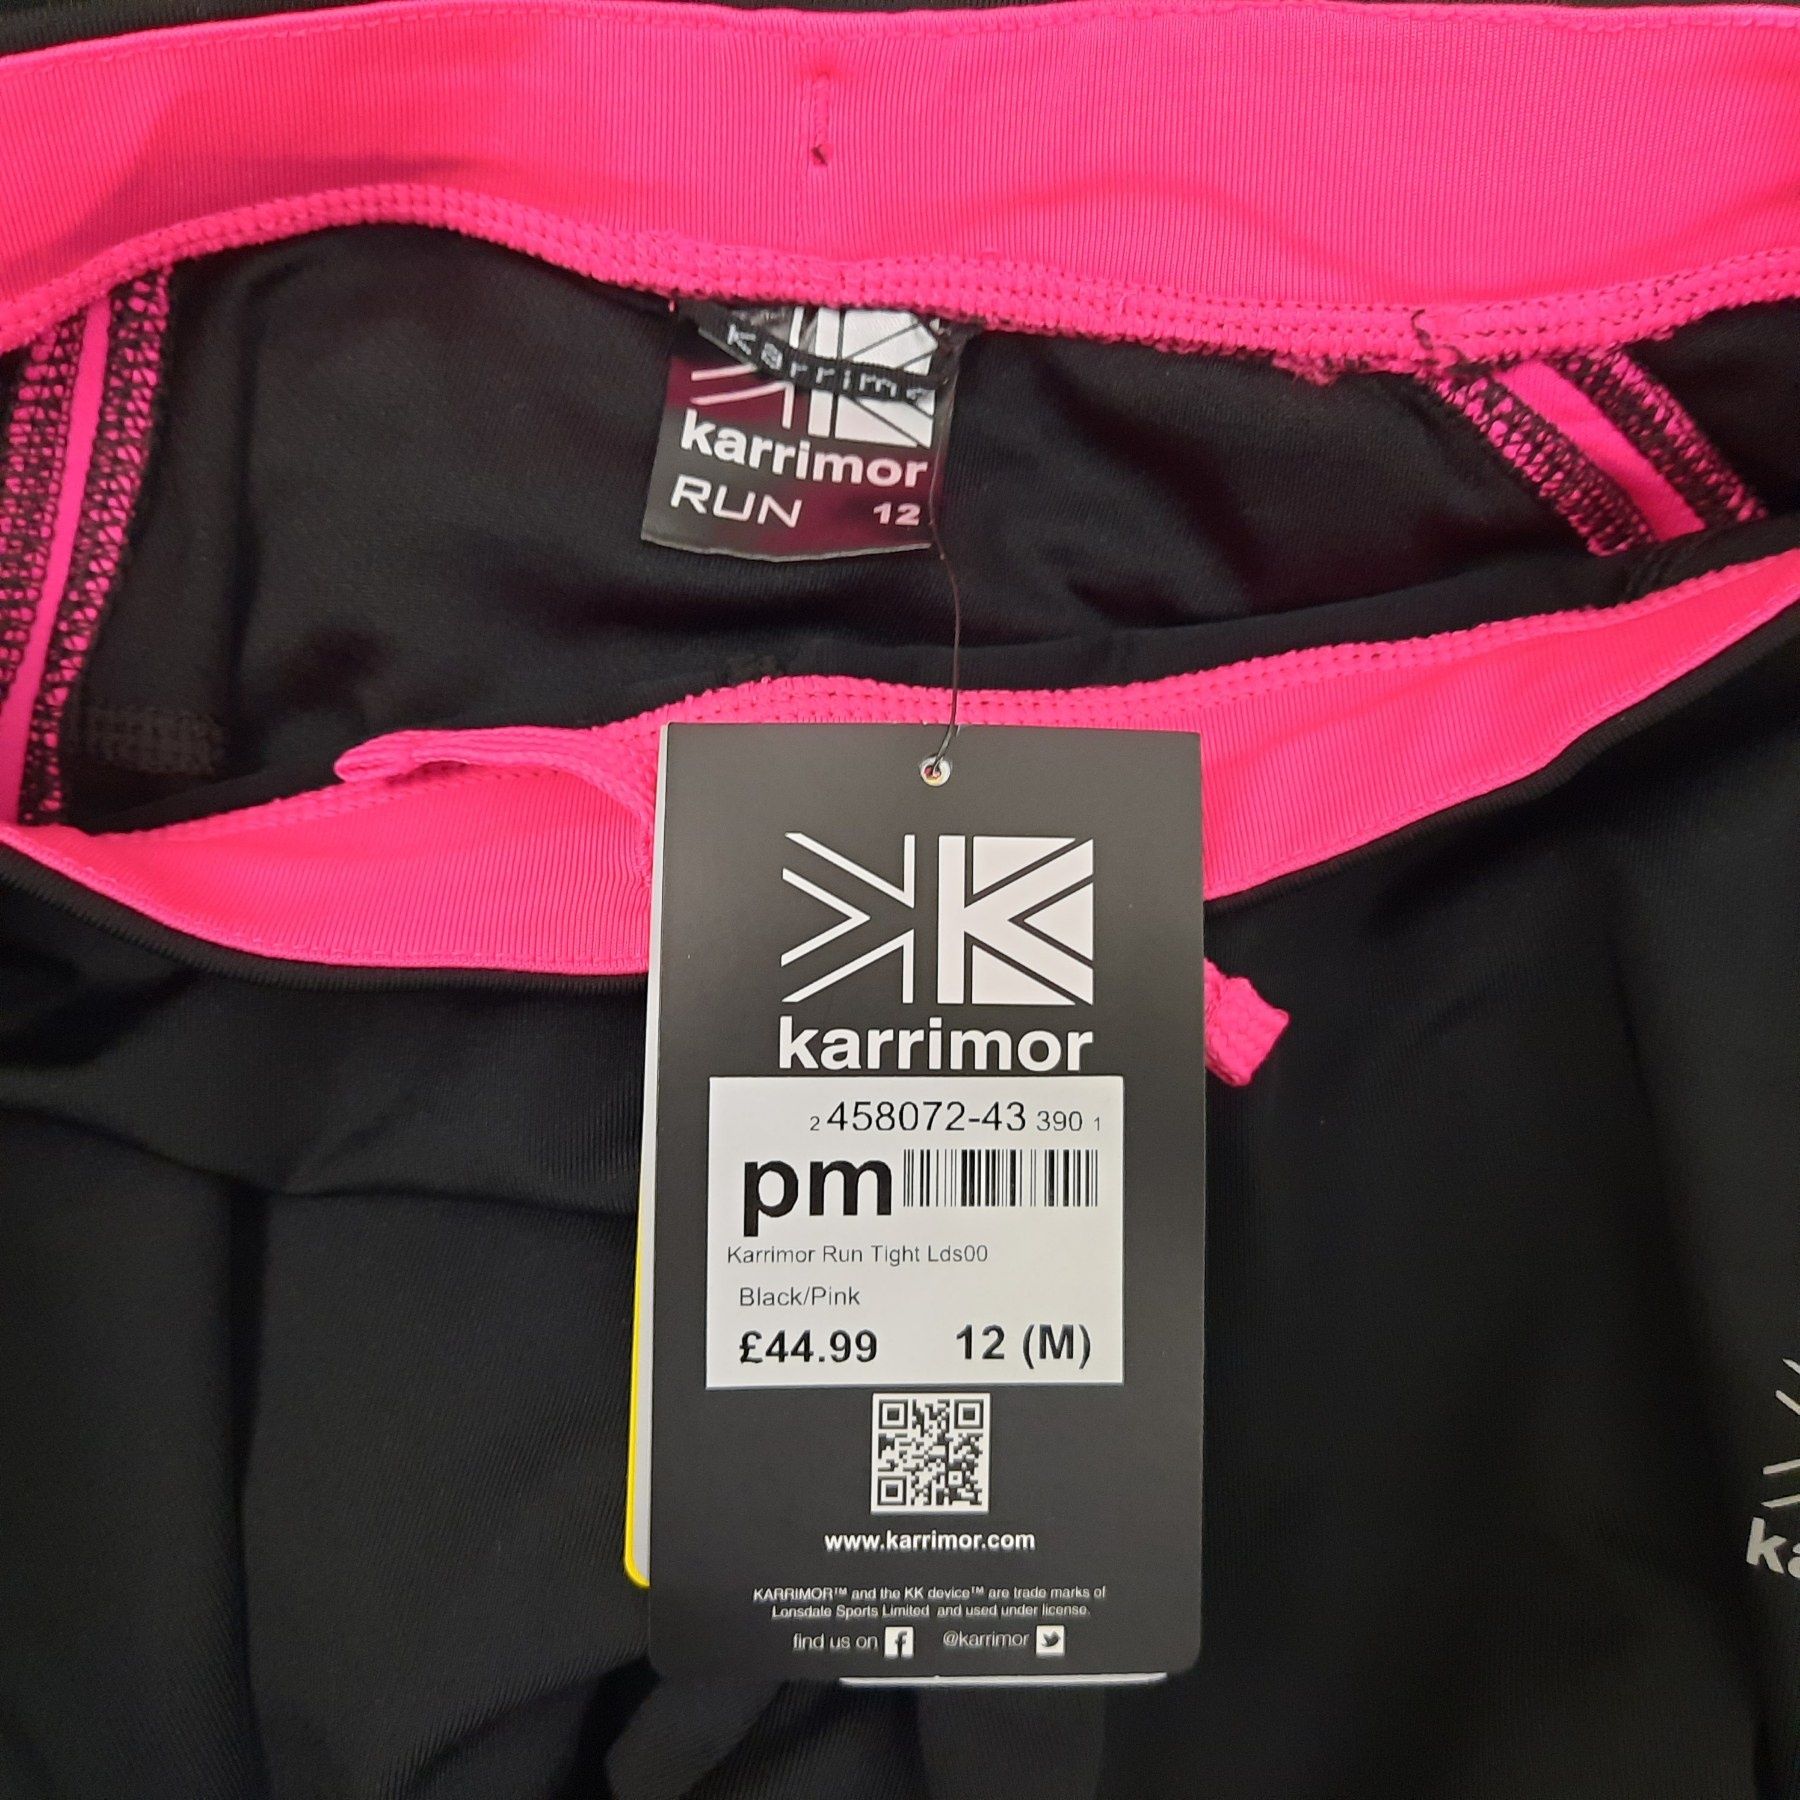 karrimor
RUN 12
karrimor
2 458072-43 390 1
pm
Karrimor Run Tight Lds00
Black/Pink
£44.99 12 (M)
www.karrimor.com
KARRIMOR™ and the KK device™ are trade marks of
Lonsdale Sports Limited and used under license.
find us on f @karrimor